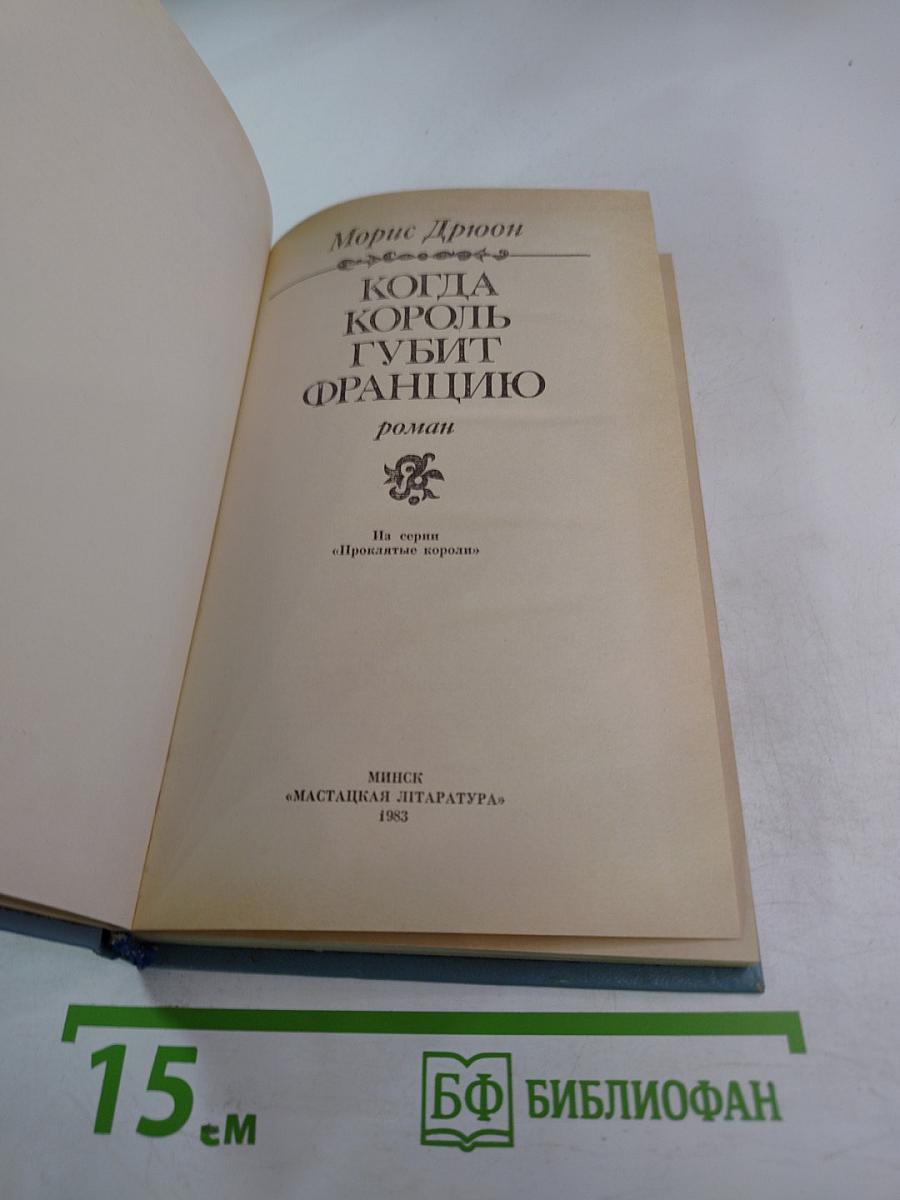 Морис Дрюон
КОГДА
КОРОЛЬ
ГУБИТ
ФРАНЦИЮ
роман
Из серии
«Проклятые короли»
МИНСК
«МАСТАЦКАЯ ЛІТАРАТУРА»
1983
15 см
БФ БИБЛИОФАН